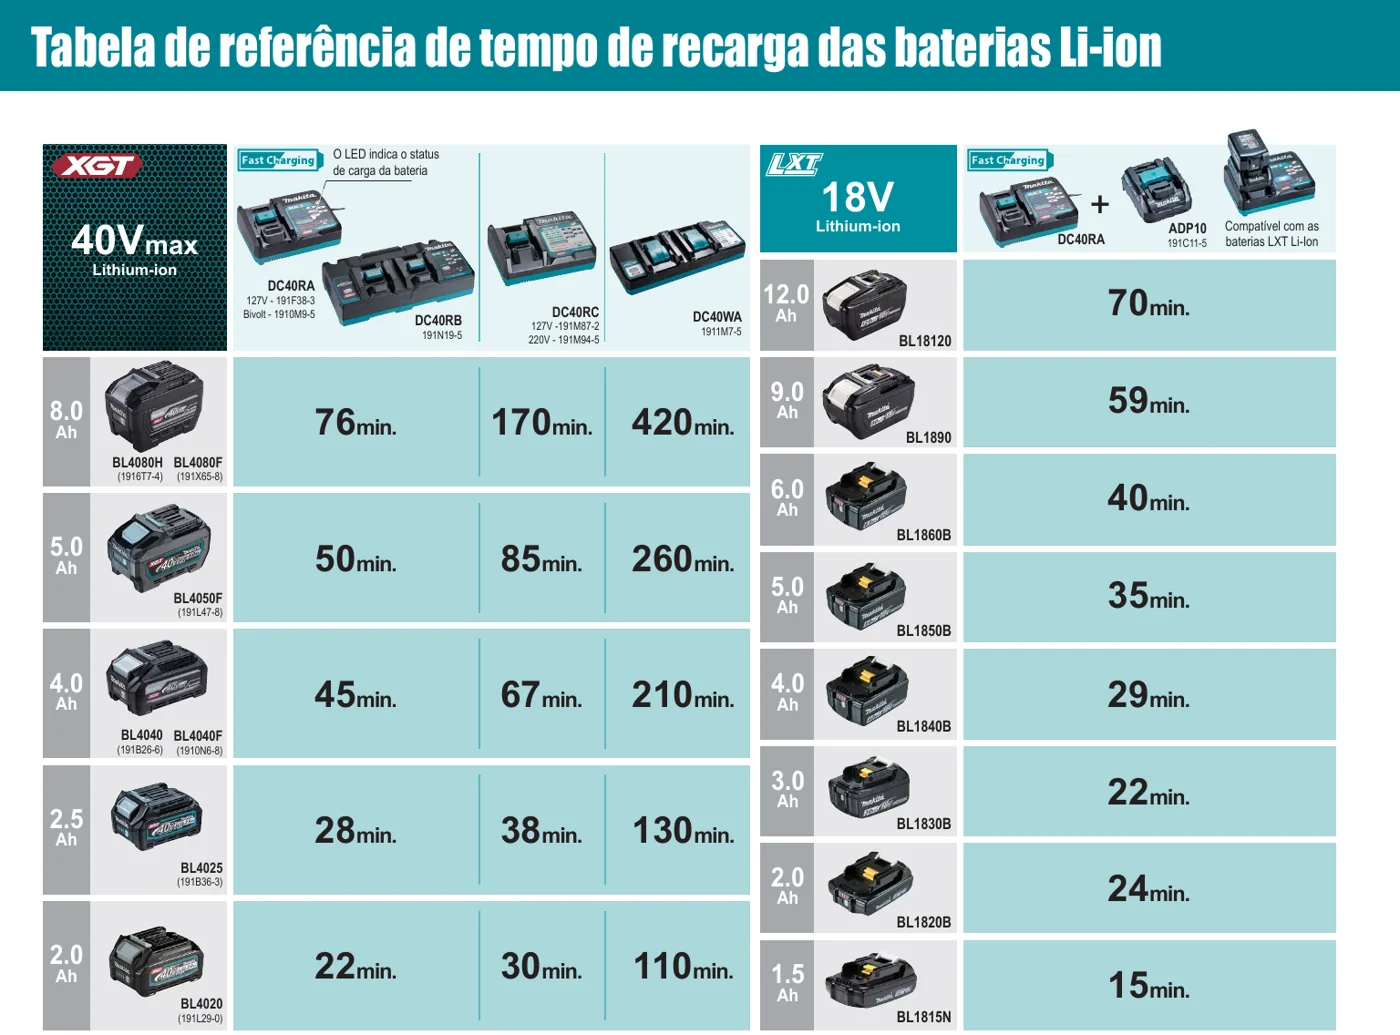 Tabela de referência de tempo de recarga das baterias Li-ion
XGT
40Vmax
Lithium-ion
Fast Charging
O LED indica o status
de carga da bateria
DC40RA
127V - 191F38-3
Bivolt - 1910M9-5
DC40RB
191N19-5
DC40RC
127V -191M87-2
220V - 191M94-5
DC40WA
1911M7-5
8.0
Ah
BL4080H BL4080F
(1916T7-4) (191X65-8)
76min. 170min. 420min.
5.0
Ah
BL4050F
(191L47-8)
50min. 85min. 260min.
4.0
Ah
BL4040 BL4040F
(191B26-6) (1910N6-8)
45min. 67min. 210min.
2.5
Ah
BL4025
(191B36-3)
28min. 38min. 130min.
2.0
Ah
BL4020
(191L29-0)
22min. 30min. 110min.
LXT
18V
Lithium-ion
Fast Charging
DC40RA
+
ADP10
191C11-5
Compatível com as
baterias LXT Li-Ion
12.0
Ah
BL18120
70min.
9.0
Ah
BL1890
59min.
6.0
Ah
BL1860B
40min.
5.0
Ah
BL1850B
35min.
4.0
Ah
BL1840B
29min.
3.0
Ah
BL1830B
22min.
2.0
Ah
BL1820B
24min.
1.5
Ah
BL1815N
15min.